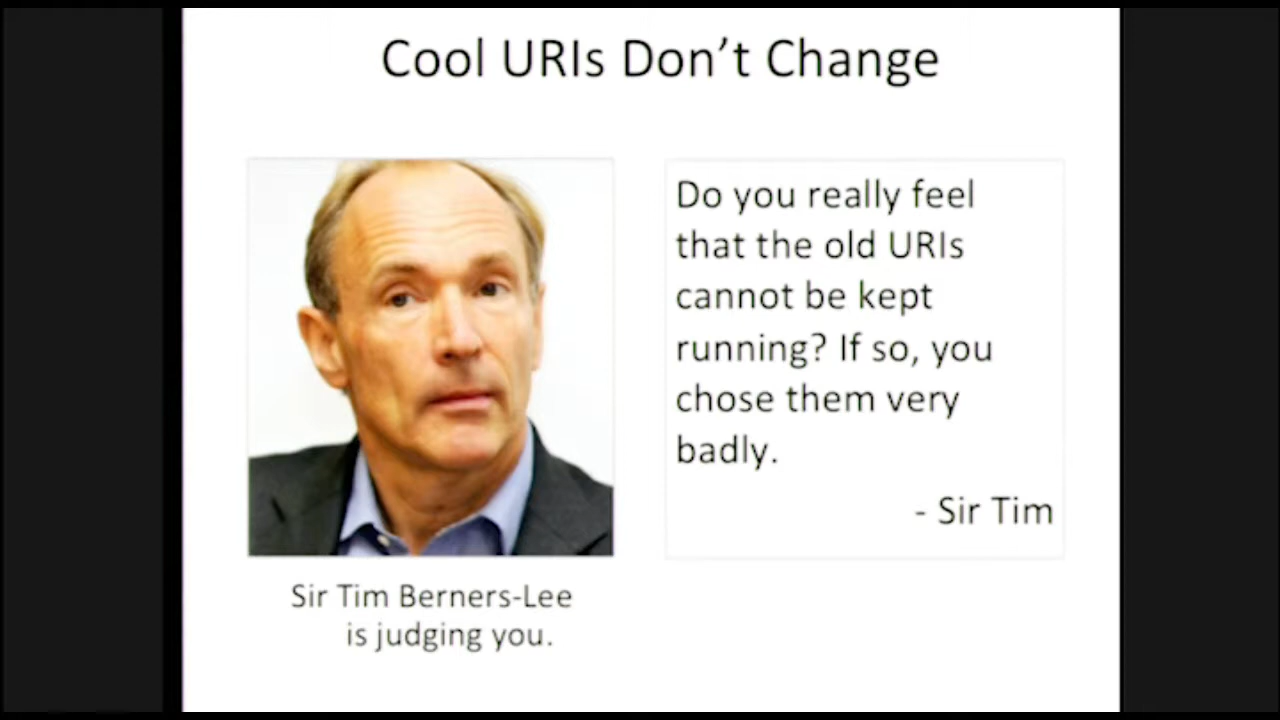 Cool URIs Don’t Change
Do you really feel
that the old URIs
cannot be kept
running? If so, you
chose them very
badly.
- Sir Tim
Sir Tim Berners-Lee
is judging you.